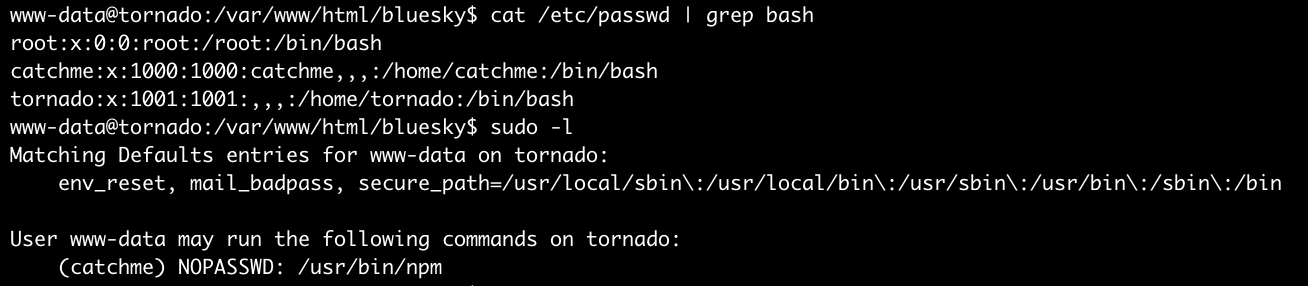 www-data@tornado:/var/www/html/bluesky$ cat /etc/passwd | grep bash
root:x:0:0:root:/root:/bin/bash
catchme:x:1000:1000:catchme,,,:/home/catchme:/bin/bash
tornado:x:1001:1001:,,,:/home/tornado:/bin/bash
www-data@tornado:/var/www/html/bluesky$ sudo -l
Matching Defaults entries for www-data on tornado:
    env_reset, mail_badpass, secure_path=/usr/local/sbin\:/usr/local/bin\:/usr/sbin\:/usr/bin\:/sbin\:/bin

User www-data may run the following commands on tornado:
    (catchme) NOPASSWD: /usr/bin/npm